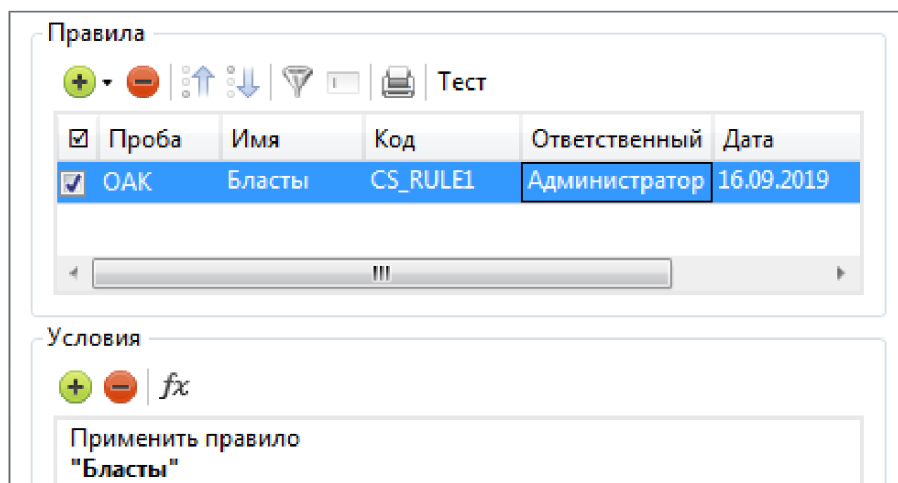 Правила
Тест
Проба Имя Код Ответственный Дата
ОАК Бласты CS_RULE1 Администратор 16.09.2019
Условия
fx
Применить правило
"Бласты"